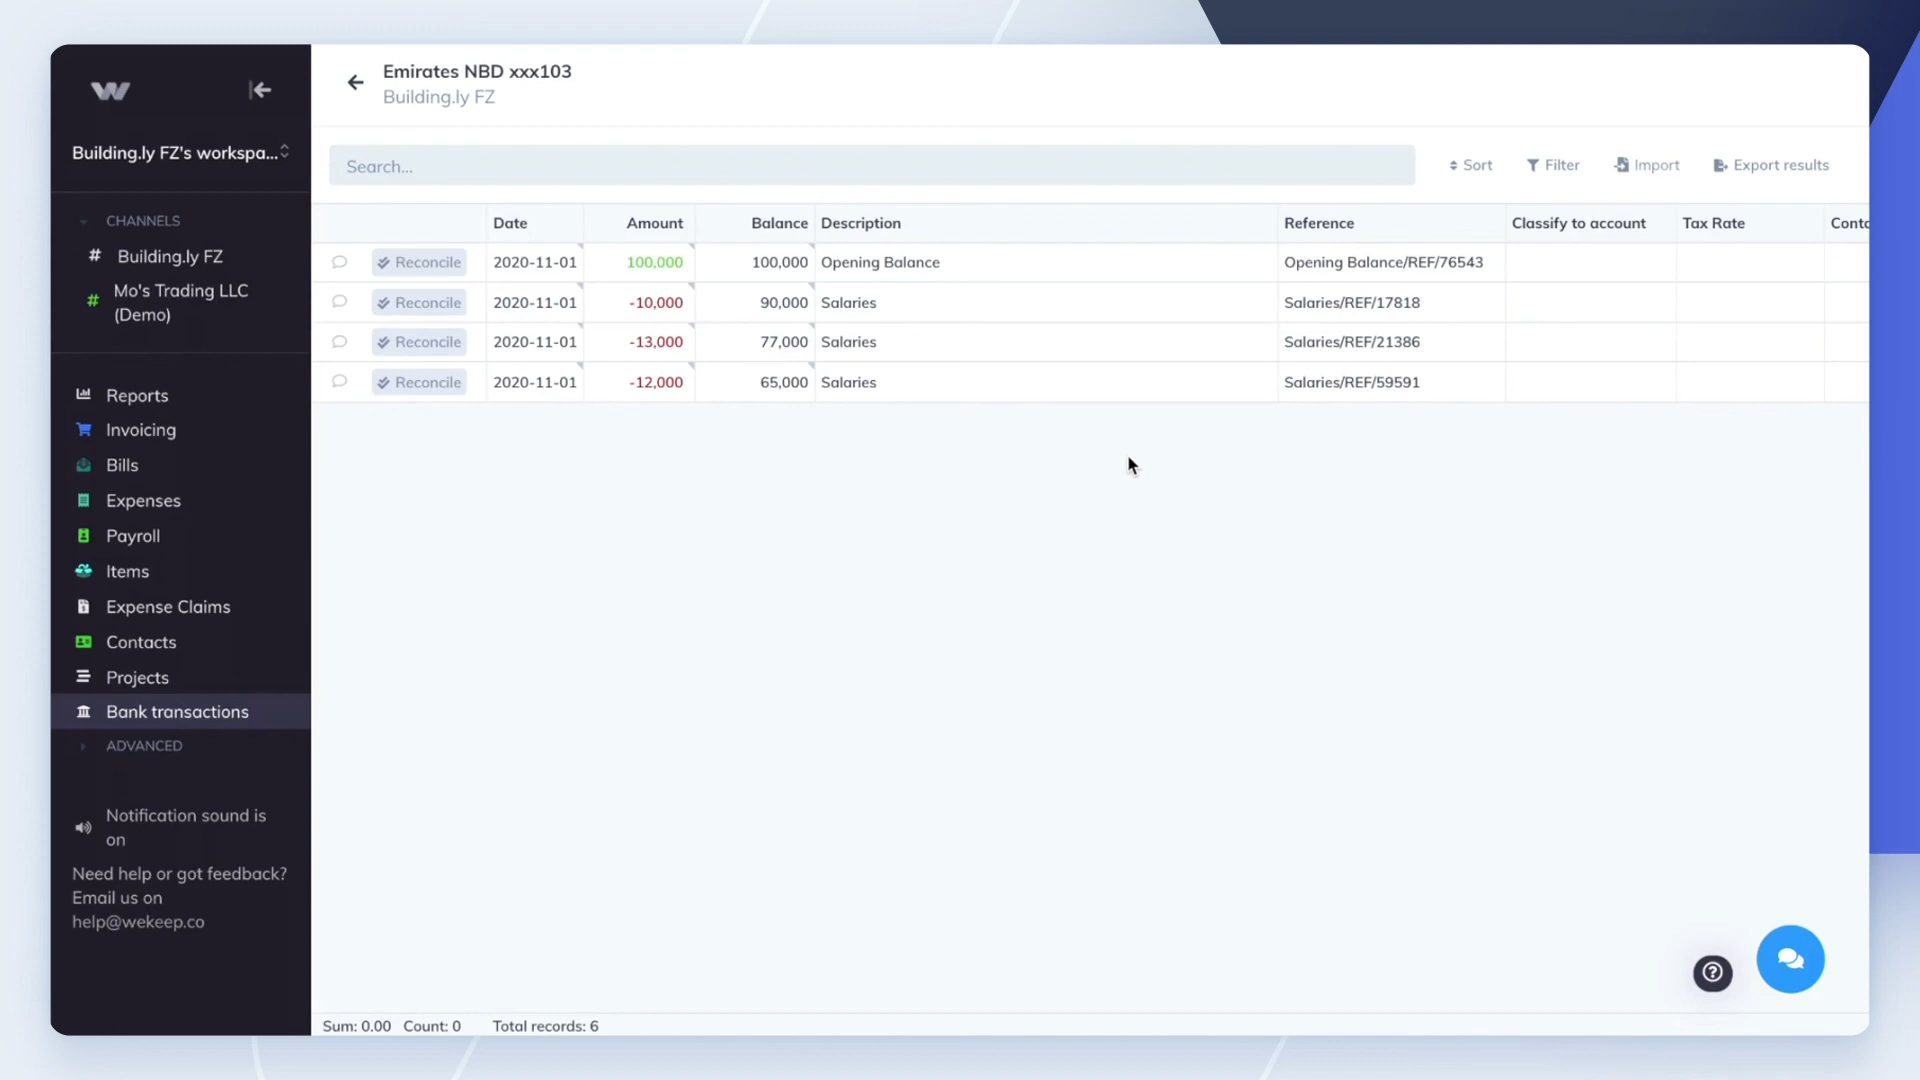 Emirates NBD xxx103
Building.ly FZ
Building.ly FZ's workspa...
CHANNELS
# Building.ly FZ
# Mo's Trading LLC
(Demo)
Reports
Invoicing
Bills
Expenses
Payroll
Items
Expense Claims
Contacts
Projects
Bank transactions
ADVANCED
Notification sound is
on
Need help or got feedback?
Email us on
help@wekeep.co
Search...
Sort Filter Import Export results
Date Amount Balance Description Reference Classify to account Tax Rate Conta
Reconcile 2020-11-01 100,000 100,000 Opening Balance Opening Balance/REF/76543
Reconcile 2020-11-01 -10,000 90,000 Salaries Salaries/REF/17818
Reconcile 2020-11-01 -13,000 77,000 Salaries Salaries/REF/21386
Reconcile 2020-11-01 -12,000 65,000 Salaries Salaries/REF/59591
Sum: 0.00 Count: 0 Total records: 6